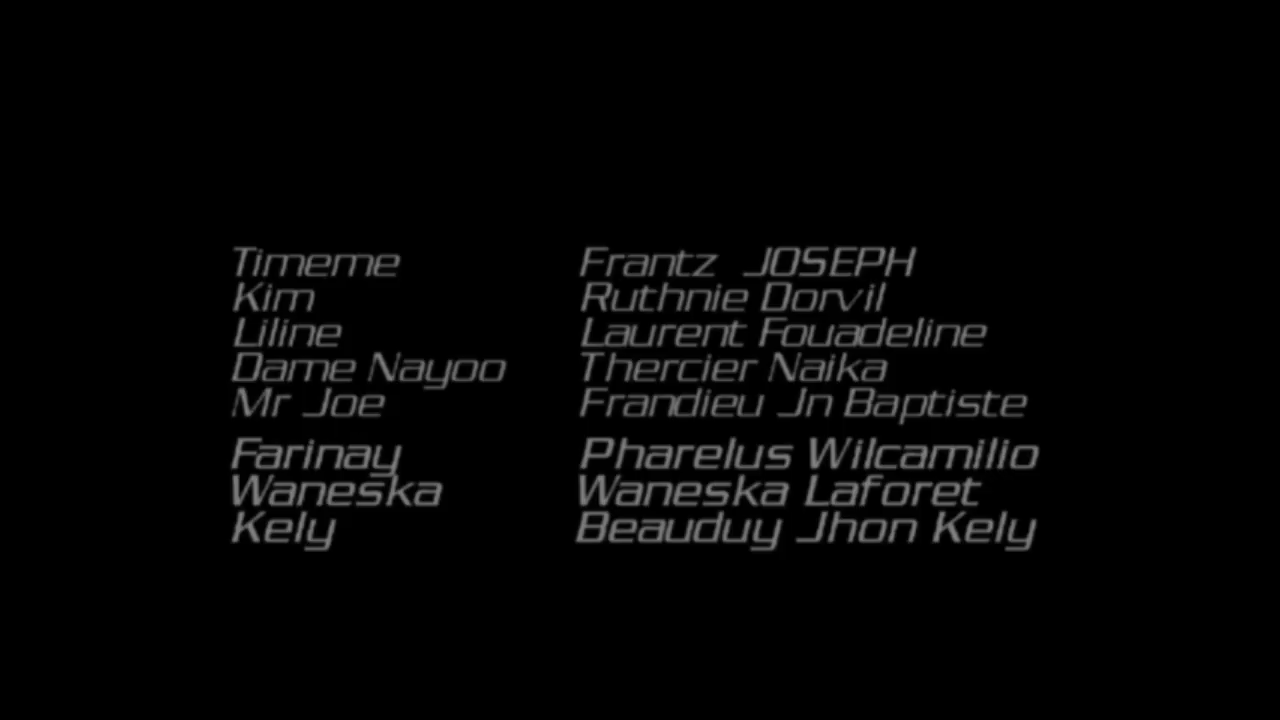 Timeme Frantz JOSEPH
Kim Ruthnie Dorvil
Liline Laurent Fouadeline
Dame Nayoo Thercier Naika
Mr Joe Frandieu Jn Baptiste
Farinay Pharelus Wilcamilio
Waneska Waneska Laforet
Kely Beauduy Jhon Kely